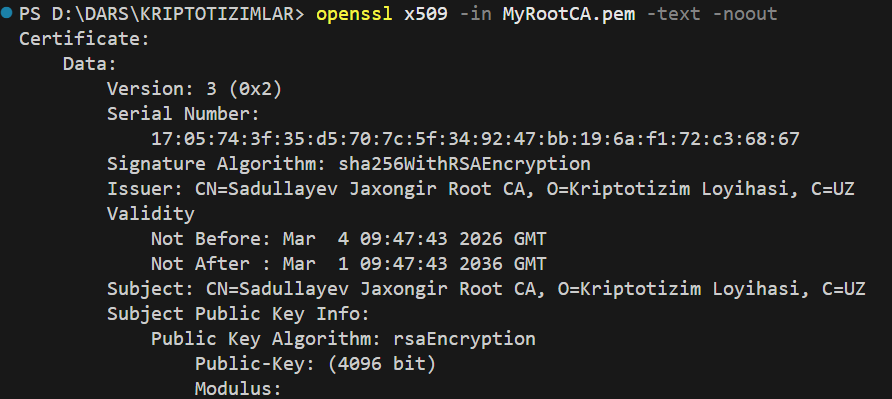 PS D:\DARS\KRIPTOTIZIMLAR> openssl x509 -in MyRootCA.pem -text -noout
Certificate:
    Data:
        Version: 3 (0x2)
        Serial Number:
            17:05:74:3f:35:d5:70:7c:5f:34:92:47:bb:19:6a:f1:72:c3:68:67
        Signature Algorithm: sha256WithRSAEncryption
        Issuer: CN=Sadullayev Jaxongir Root CA, O=Kriptotizim Loyihasi, C=UZ
        Validity
            Not Before: Mar  4 09:47:43 2026 GMT
            Not After : Mar  1 09:47:43 2036 GMT
        Subject: CN=Sadullayev Jaxongir Root CA, O=Kriptotizim Loyihasi, C=UZ
        Subject Public Key Info:
            Public Key Algorithm: rsaEncryption
                Public-Key: (4096 bit)
                Modulus: